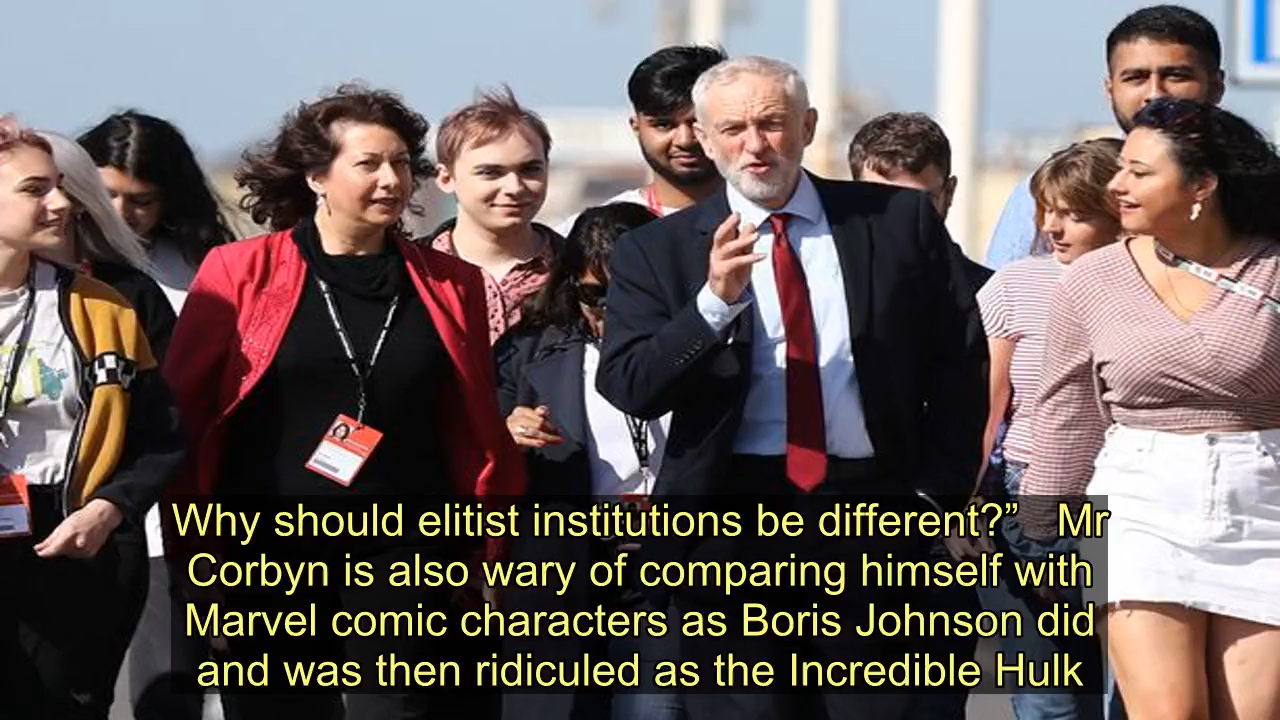 Why should elitist institutions be different?” Mr
Corbyn is also wary of comparing himself with
Marvel comic characters as Boris Johnson did
and was then ridiculed as the Incredible Hulk